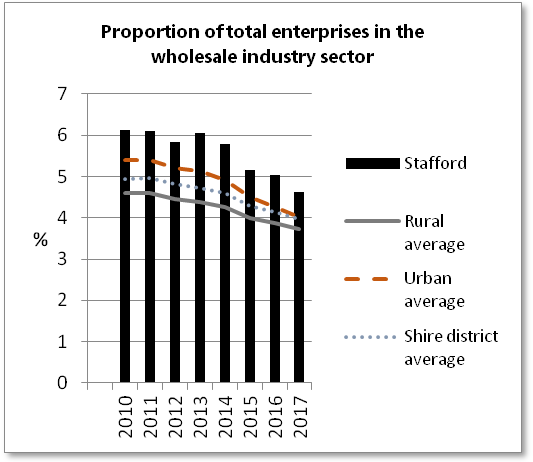 Proportion of total enterprises in the
wholesale industry sector
7
6
5
4
3
2
1
0
%
2010
2011
2012
2013
2014
2015
2016
2017
Stafford
Rural
average
Urban
average
Shire district
average